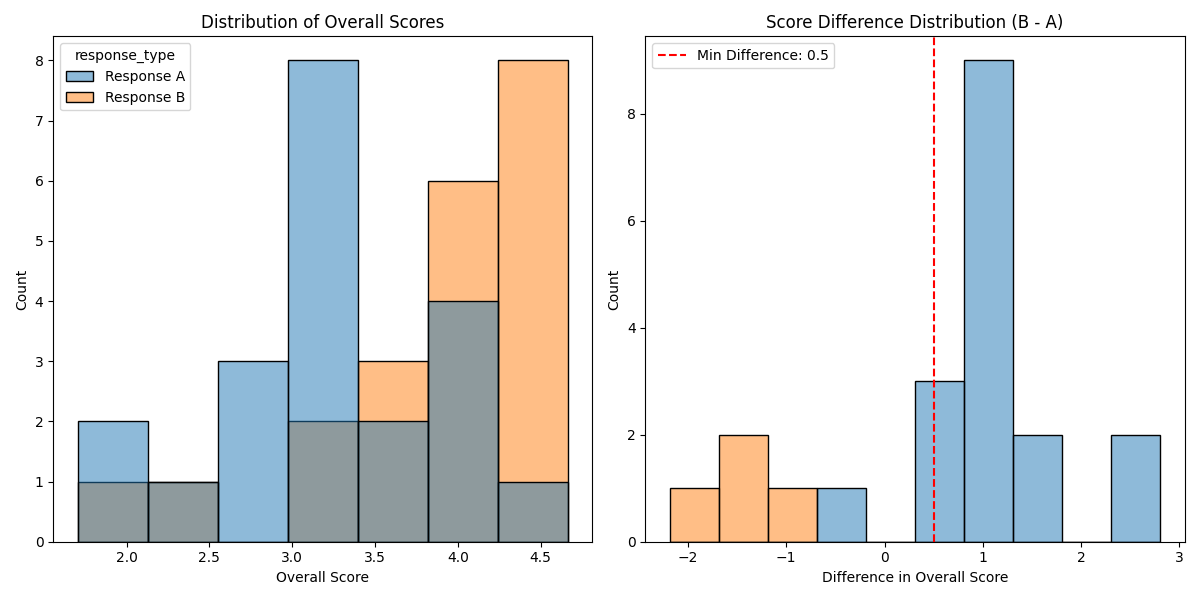 Distribution of Overall Scores
response_type
Response A
Response B
Count
0
1
2
3
4
5
6
7
8
2.0
2.5
3.0
3.5
4.0
4.5
Overall Score
Score Difference Distribution (B - A)
Min Difference: 0.5
Count
0
2
4
6
8
−2
−1
0
1
2
3
Difference in Overall Score